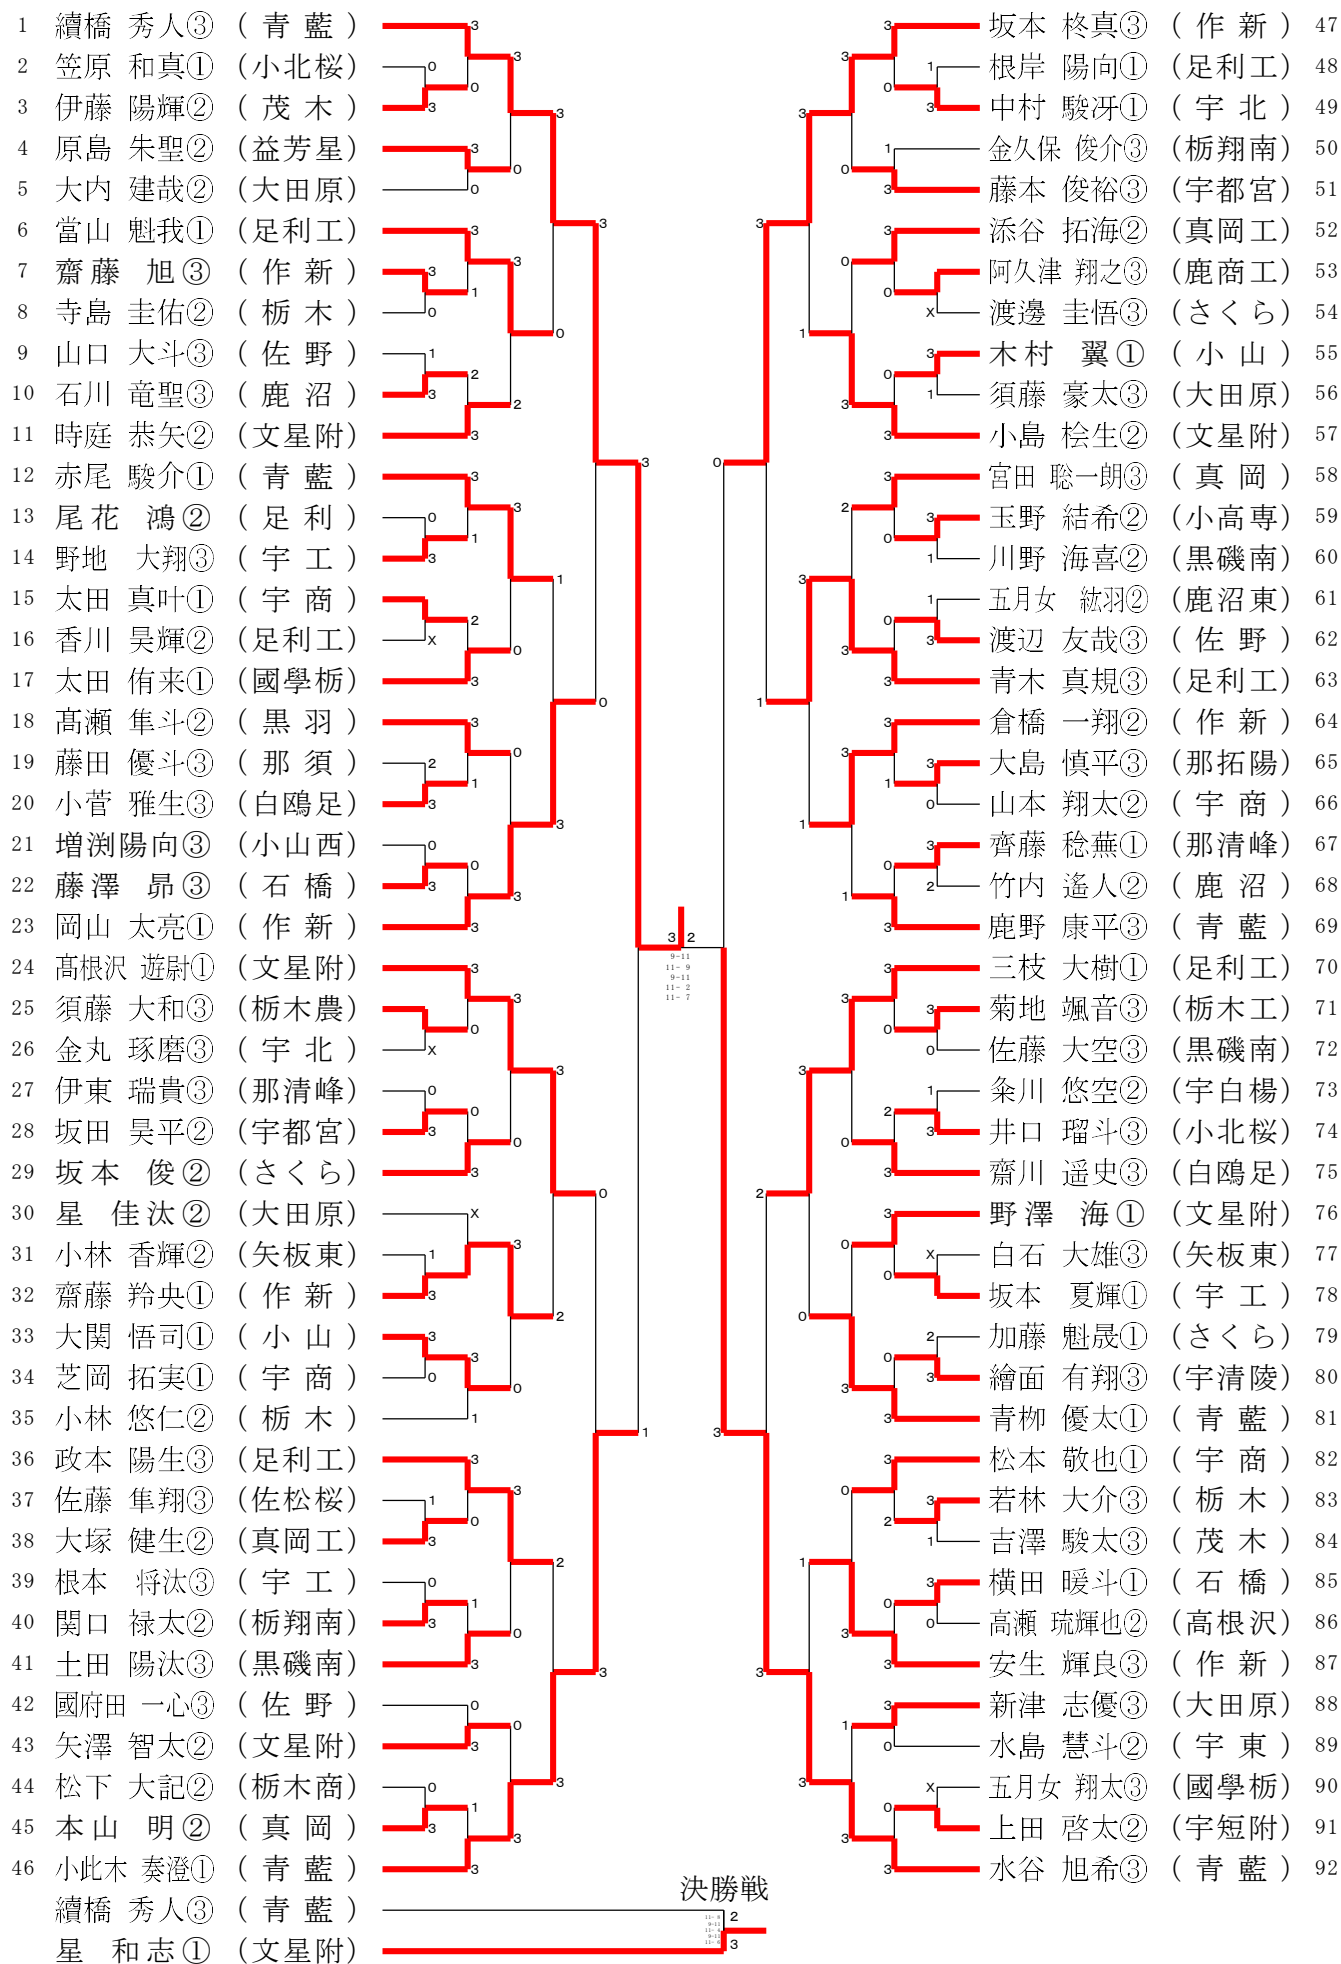 1 續橋 秀人③ ( 青 藍 )
2 笠原 和真① (小北桜)
3 伊藤 陽輝② ( 茂 木 )
4 原島 朱聖② (益芳星)
5 大内 建哉② (大田原)
6 當山 魁我① (足利工)
7 齋藤 旭③ ( 作 新 )
8 寺島 圭佑② ( 栃 木 )
9 山口 大斗③ ( 佐 野 )
10 石川 竜聖③ ( 鹿 沼 )
11 時庭 恭矢② (文星附)
12 赤尾 駿介① ( 青 藍 )
13 尾花 鴻② ( 足 利 )
14 野地 大翔③ ( 宇 工 )
15 太田 真叶① ( 宇 商 )
16 香川 昊輝② (足利工)
17 太田 侑来① (國學栃)
18 髙瀬 隼斗② ( 黒 羽 )
19 藤田 優斗③ ( 那 須 )
20 小菅 雅生③ (白鴎足)
21 増渕陽向③ (小山西)
22 藤澤 昴③ ( 石 橋 )
23 岡山 太亮① ( 作 新 )
24 髙根沢 遊尉① (文星附)
25 須藤 大和③ (栃木農)
26 金丸 琢磨③ ( 宇 北 )
27 伊東 瑞貴③ (那清峰)
28 坂田 昊平② (宇都宮)
29 坂本 俊② (さくら)
30 星 佳汰② (大田原)
31 小林 香輝② (矢板東)
32 齋藤 羚央① ( 作 新 )
33 大関 悟司① ( 小 山 )
34 芝岡 拓実① ( 宇 商 )
35 小林 悠仁② ( 栃 木 )
36 政本 陽生③ (足利工)
37 佐藤 隼翔③ (佐松桜)
38 大塚 健生② (真岡工)
39 根本 将汰③ ( 宇 工 )
40 関口 禄太② (栃翔南)
41 土田 陽汰③ (黒磯南)
42 國府田 一心③ ( 佐 野 )
43 矢澤 智太② (文星附)
44 松下 大記② (栃木商)
45 本山 明② ( 真 岡 )
46 小此木 奏澄① ( 青 藍 )
坂本 柊真③ ( 作 新 ) 47
根岸 陽向① (足利工) 48
中村 駿冴① ( 宇 北 ) 49
金久保 俊介③ (栃翔南) 50
藤本 俊裕③ (宇都宮) 51
添谷 拓海② (真岡工) 52
阿久津 翔之③ (鹿商工) 53
渡邊 圭悟③ (さくら) 54
木村 翼① ( 小 山 ) 55
須藤 豪太③ (大田原) 56
小島 桧生② (文星附) 57
宮田 聡一朗③ ( 真 岡 ) 58
玉野 結希② (小高専) 59
川野 海喜② (黒磯南) 60
五月女 紘羽② (鹿沼東) 61
渡辺 友哉③ ( 佐 野 ) 62
青木 真規③ (足利工) 63
倉橋 一翔② ( 作 新 ) 64
大島 慎平③ (那拓陽) 65
山本 翔太② ( 宇 商 ) 66
齊藤 稔蕪① (那清峰) 67
竹内 遙人② ( 鹿 沼 ) 68
鹿野 康平③ ( 青 藍 ) 69
三枝 大樹① (足利工) 70
菊地 颯音③ (栃木工) 71
佐藤 大空③ (黒磯南) 72
粂川 悠空② (宇白楊) 73
井口 瑠斗③ (小北桜) 74
齋川 遥史③ (白鴎足) 75
野澤 海① (文星附) 76
白石 大雄③ (矢板東) 77
坂本 夏輝① ( 宇 工 ) 78
加藤 魁晟① (さくら) 79
繪面 有翔③ (宇清陵) 80
青栁 優太① ( 青 藍 ) 81
松本 敬也① ( 宇 商 ) 82
若林 大介③ ( 栃 木 ) 83
吉澤 駿太③ ( 茂 木 ) 84
横田 暖斗① ( 石 橋 ) 85
高瀬 琉輝也② (高根沢) 86
安生 輝良③ ( 作 新 ) 87
新津 志優③ (大田原) 88
水島 慧斗② ( 宇 東 ) 89
五月女 翔太③ (國學栃) 90
上田 啓太② (宇短附) 91
水谷 旭希③ ( 青 藍 ) 92
3 2
9-11
11- 9
9-11
11- 2
11- 7
決勝戦
續橋 秀人③ ( 青 藍 ) 2
星 和志① (文星附) 3